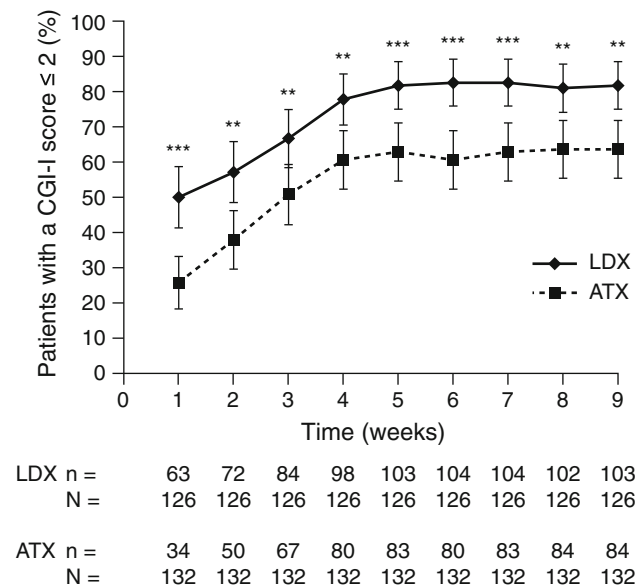 Patients with a CGI-I score ≤ 2 (%)
100
90
80
70
60
50
40
30
20
10
0
*** ** ** ** *** *** *** ** **
LDX
ATX
0 1 2 3 4 5 6 7 8 9
Time (weeks)
LDX n = 63 72 84 98 103 104 104 102 103
N = 126 126 126 126 126 126 126 126 126
ATX n = 34 50 67 80 83 80 83 84 84
N = 132 132 132 132 132 132 132 132 132